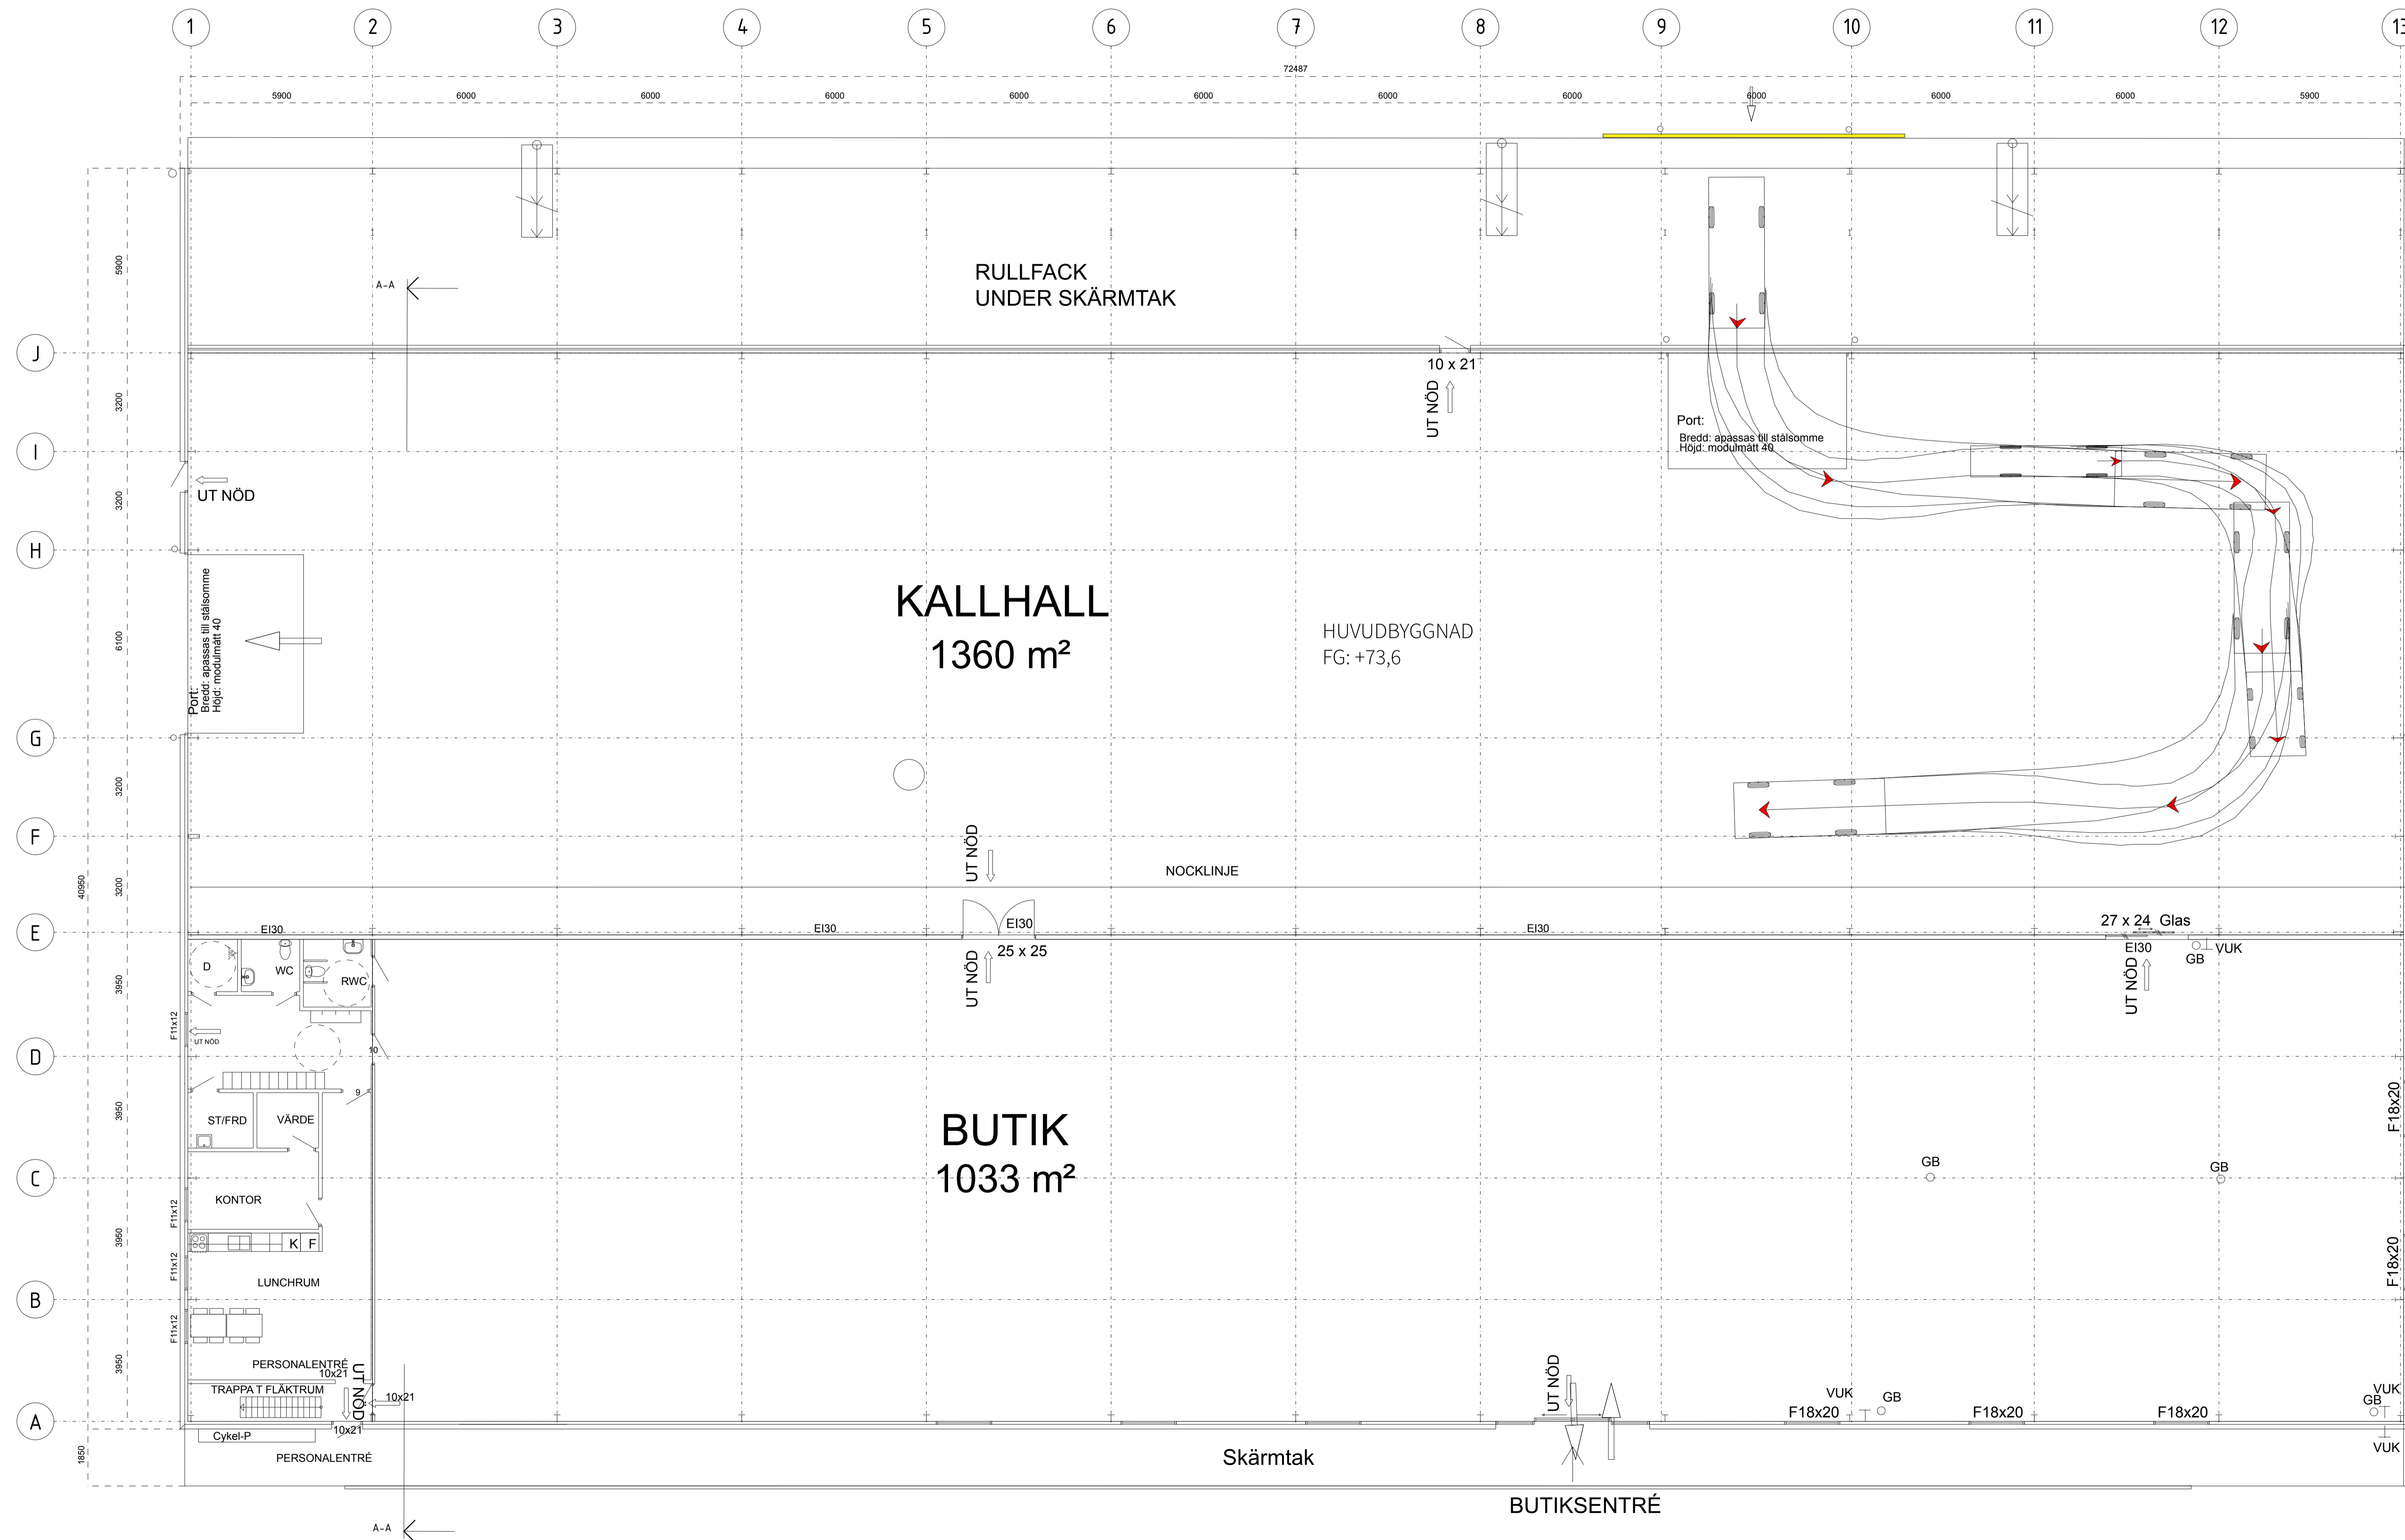 1 2 3 4 5 6 7 8 9 10 11 12 13
72487
5900 6000 6000 6000 6000 6000 6000 6000 6000 6000 6000 5900
RULLFACK
UNDER SKÄRMTAK
A-A
5900
J
10 x 21
UT NÖD
3200
Port:
Bredd: apassas till stålsomme
Höjd: modulmått 40
I
UT NÖD
3200
H
Port:
Bredd: apassas till stålsomme
Höjd: modulmått 40
KALLHALL
1360 m²
HUVUDBYGGNAD
FG: +73,6
6100
G
3200
F
UT NÖD
NOCKLINJE
40950
3200
E
EI30
EI30
EI30
EI30
27 x 24 Glas
25 x 25
UT NÖD
EI30
VUK
GB
UT NÖD
D
WC
RWC
3950
F11x12
UT NÖD
10
D
9
ST/FRD
VÄRDE
3950
BUTIK
1033 m²
F18x20
C
GB
GB
KONTOR
F11x12
3950
K F
F11x12
LUNCHRUM
F18x20
B
F11x12
3950
PERSONALENTRÉ
10x21
UT NÖD
TRAPPA T FLÄKTRUM
10x21
UT NÖD
VUK
GB
VUK
GB
F18x20
F18x20
F18x20
A
10x21
Cykel-P
PERSONALENTRÉ
Skärmtak
VUK
1850
BUTIKSENTRÉ
A-A